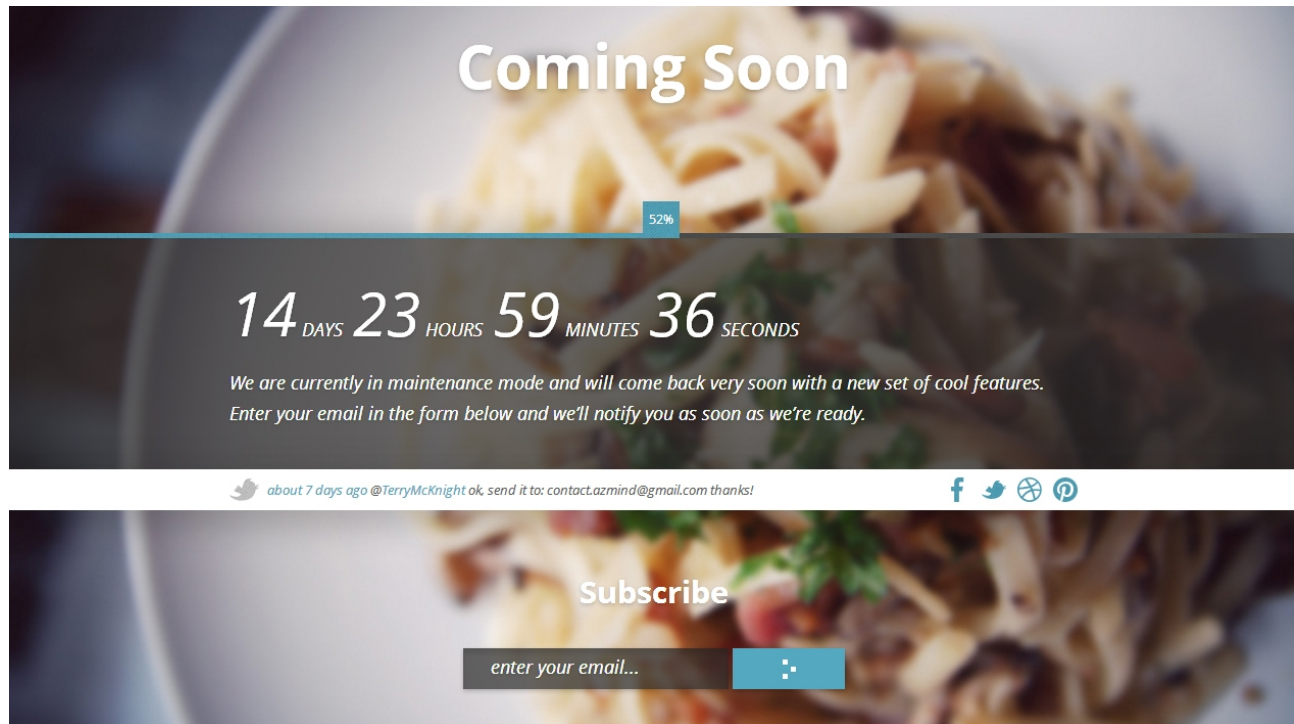 Coming Soon
52%
14 DAYS 23 HOURS 59 MINUTES 36 SECONDS
We are currently in maintenance mode and will come back very soon with a new set of cool features.
Enter your email in the form below and we'll notify you as soon as we're ready.
about 7 days ago @TerryMcKnight ok, send it to: contact.azmind@gmail.com thanks!
Subscribe
enter your email...